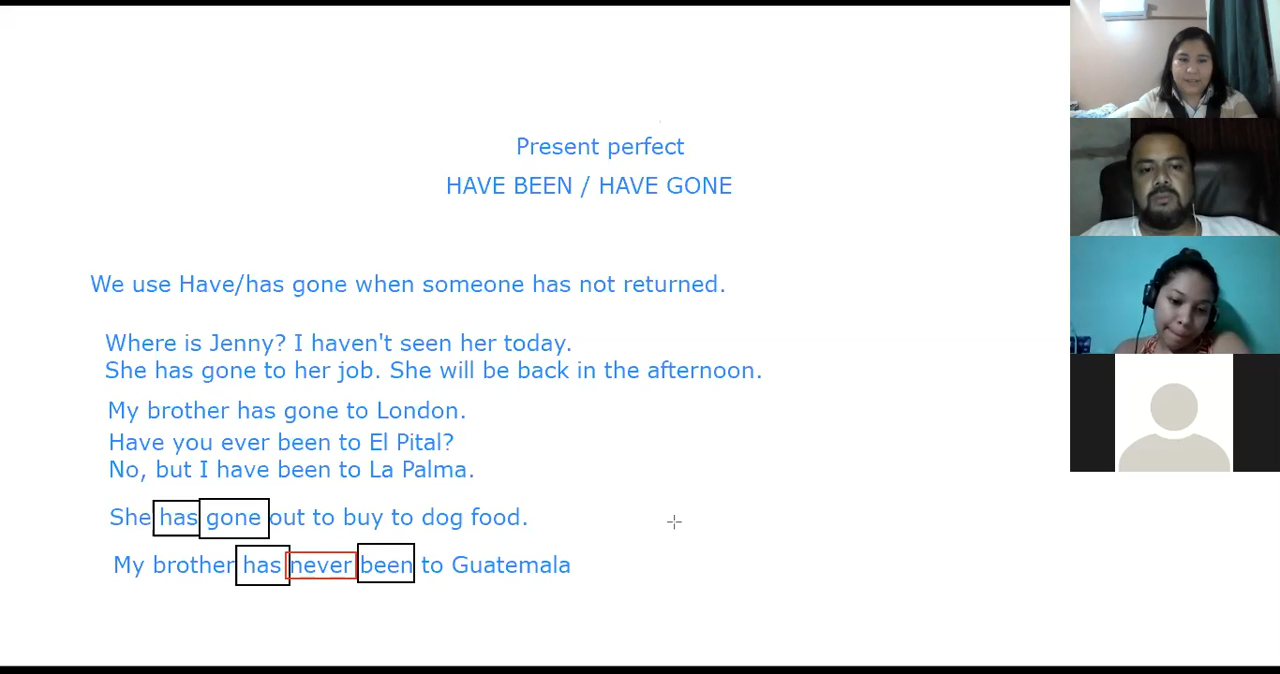 Present perfect
HAVE BEEN / HAVE GONE
We use Have/has gone when someone has not returned.
Where is Jenny? I haven't seen her today.
She has gone to her job. She will be back in the afternoon.
My brother has gone to London.
Have you ever been to El Pital?
No, but I have been to La Palma.
She has gone out to buy to dog food.
My brother has never been to Guatemala